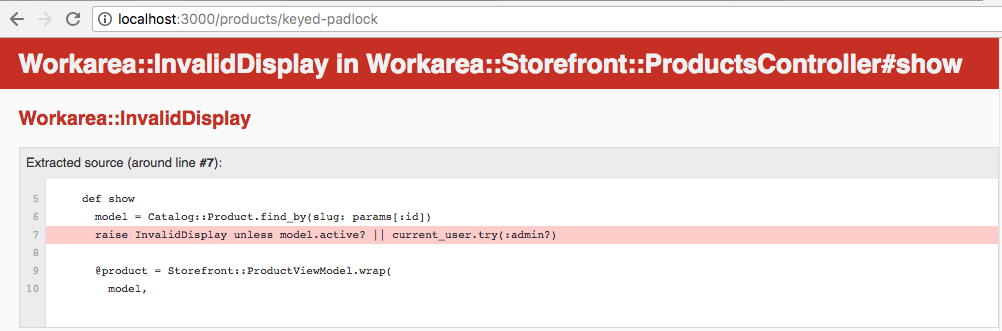 localhost:3000/products/keyed-padlock
Workarea::InvalidDisplay in Workarea::Storefront::ProductsController#show
Workarea::InvalidDisplay
Extracted source (around line #7):
5 def show
6 model = Catalog::Product.find_by(slug: params[:id])
7 raise InvalidDisplay unless model.active? || current_user.try(:admin?)
8
9 @product = Storefront::ProductViewModel.wrap(
10 model,